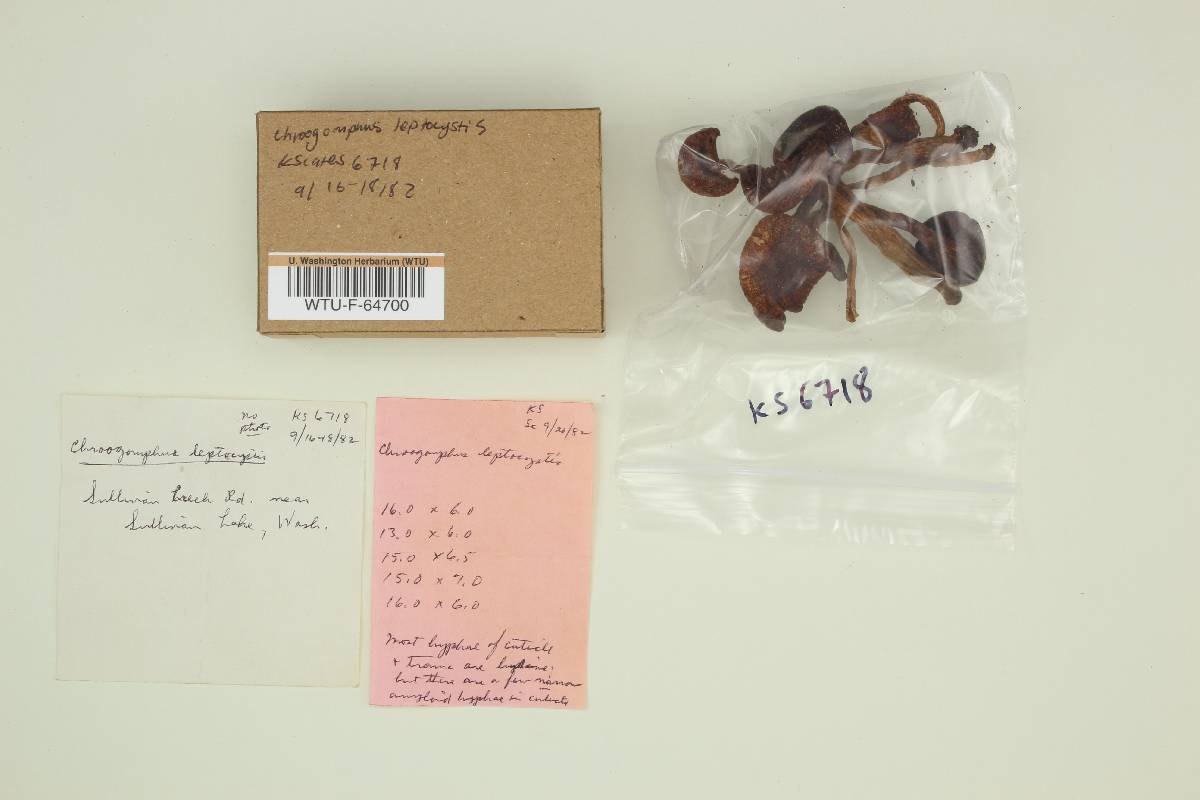 Chroogomphus leptocystis
KScates 6718
9/16-18/82
U. Washington Herbarium (WTU)
WTU-F-64700
KS 6718
no
photo
KS 6718
9/16-18/82
Chroogomphus leptocystis
Sullivan Creek Rd. near
Sullivan Lake, Wash.
KS
Sc 9/20/82
Chroogomphus leptocystis
16.0 x 6.0
13.0 x 6.0
15.0 x 6.5
15.0 x 7.0
16.0 x 6.0
Most hyphae of cuticle
+ trama are hyaline;
but there are a few narrow
amyloid hyphae in cuticle